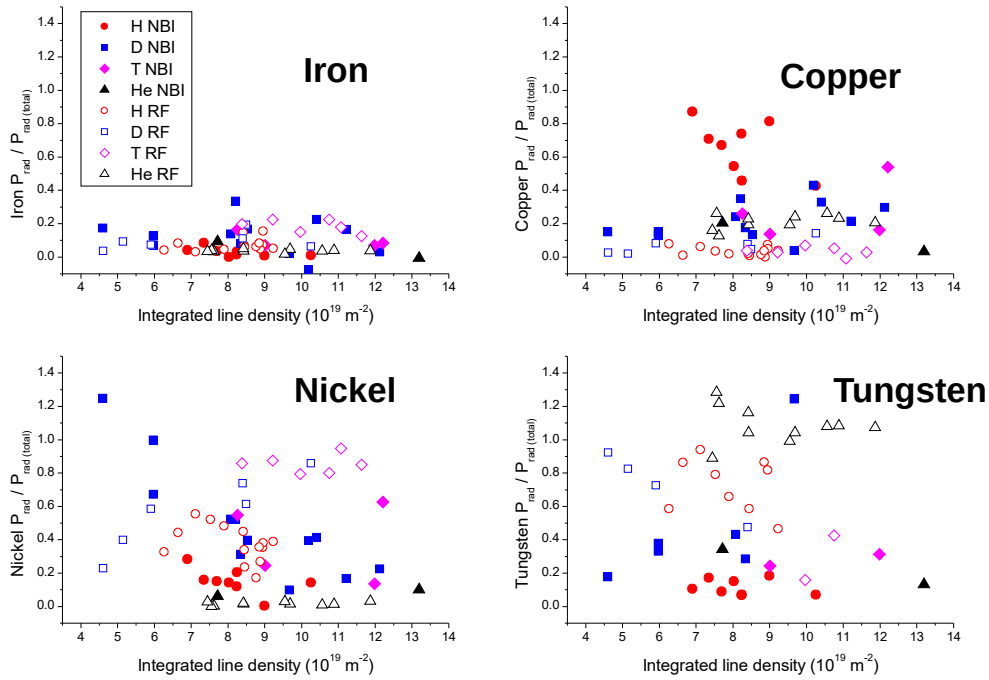 Iron
H NBI
D NBI
T NBI
He NBI
H RF
D RF
T RF
He RF
Iron P rad / P rad (total)
1.4
1.2
1.0
0.8
0.6
0.4
0.2
0.0
4 5 6 7 8 9 10 11 12 13 14
Integrated line density (10^19 m^-2)
Copper
Copper P rad / P rad (total)
1.4
1.2
1.0
0.8
0.6
0.4
0.2
0.0
4 5 6 7 8 9 10 11 12 13 14
Integrated line density (10^19 m^-2)
Nickel
Nickel P rad / P rad (total)
1.4
1.2
1.0
0.8
0.6
0.4
0.2
0.0
4 5 6 7 8 9 10 11 12 13 14
Integrated line density (10^19 m^-2)
Tungsten
Tungsten P rad / P rad (total)
1.4
1.2
1.0
0.8
0.6
0.4
0.2
0.0
4 5 6 7 8 9 10 11 12 13 14
Integrated line density (10^19 m^-2)